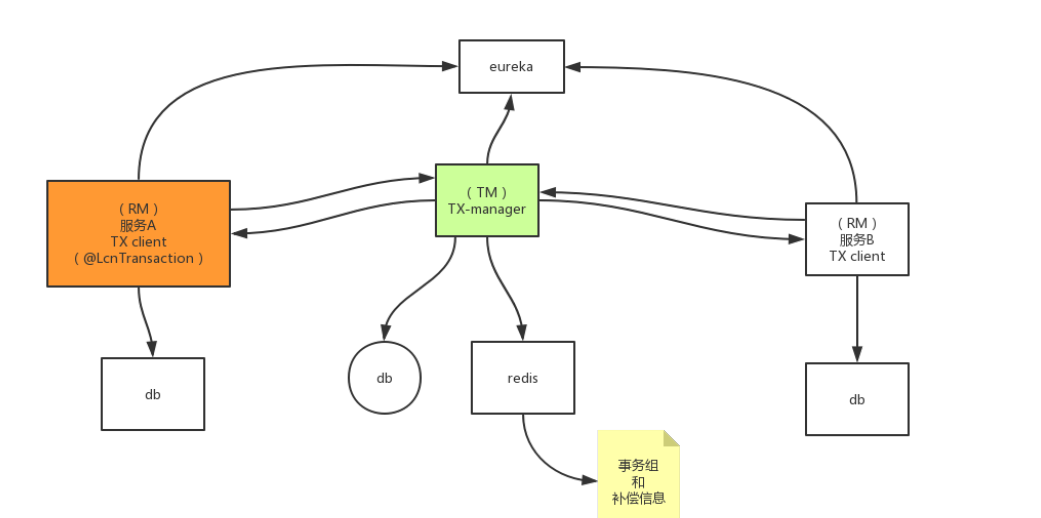 eureka
（RM）
服务A
TX client
（@LcnTransaction）
（TM）
TX-manager
（RM）
服务B
TX client
db
db
redis
db
事务组
和
补偿信息